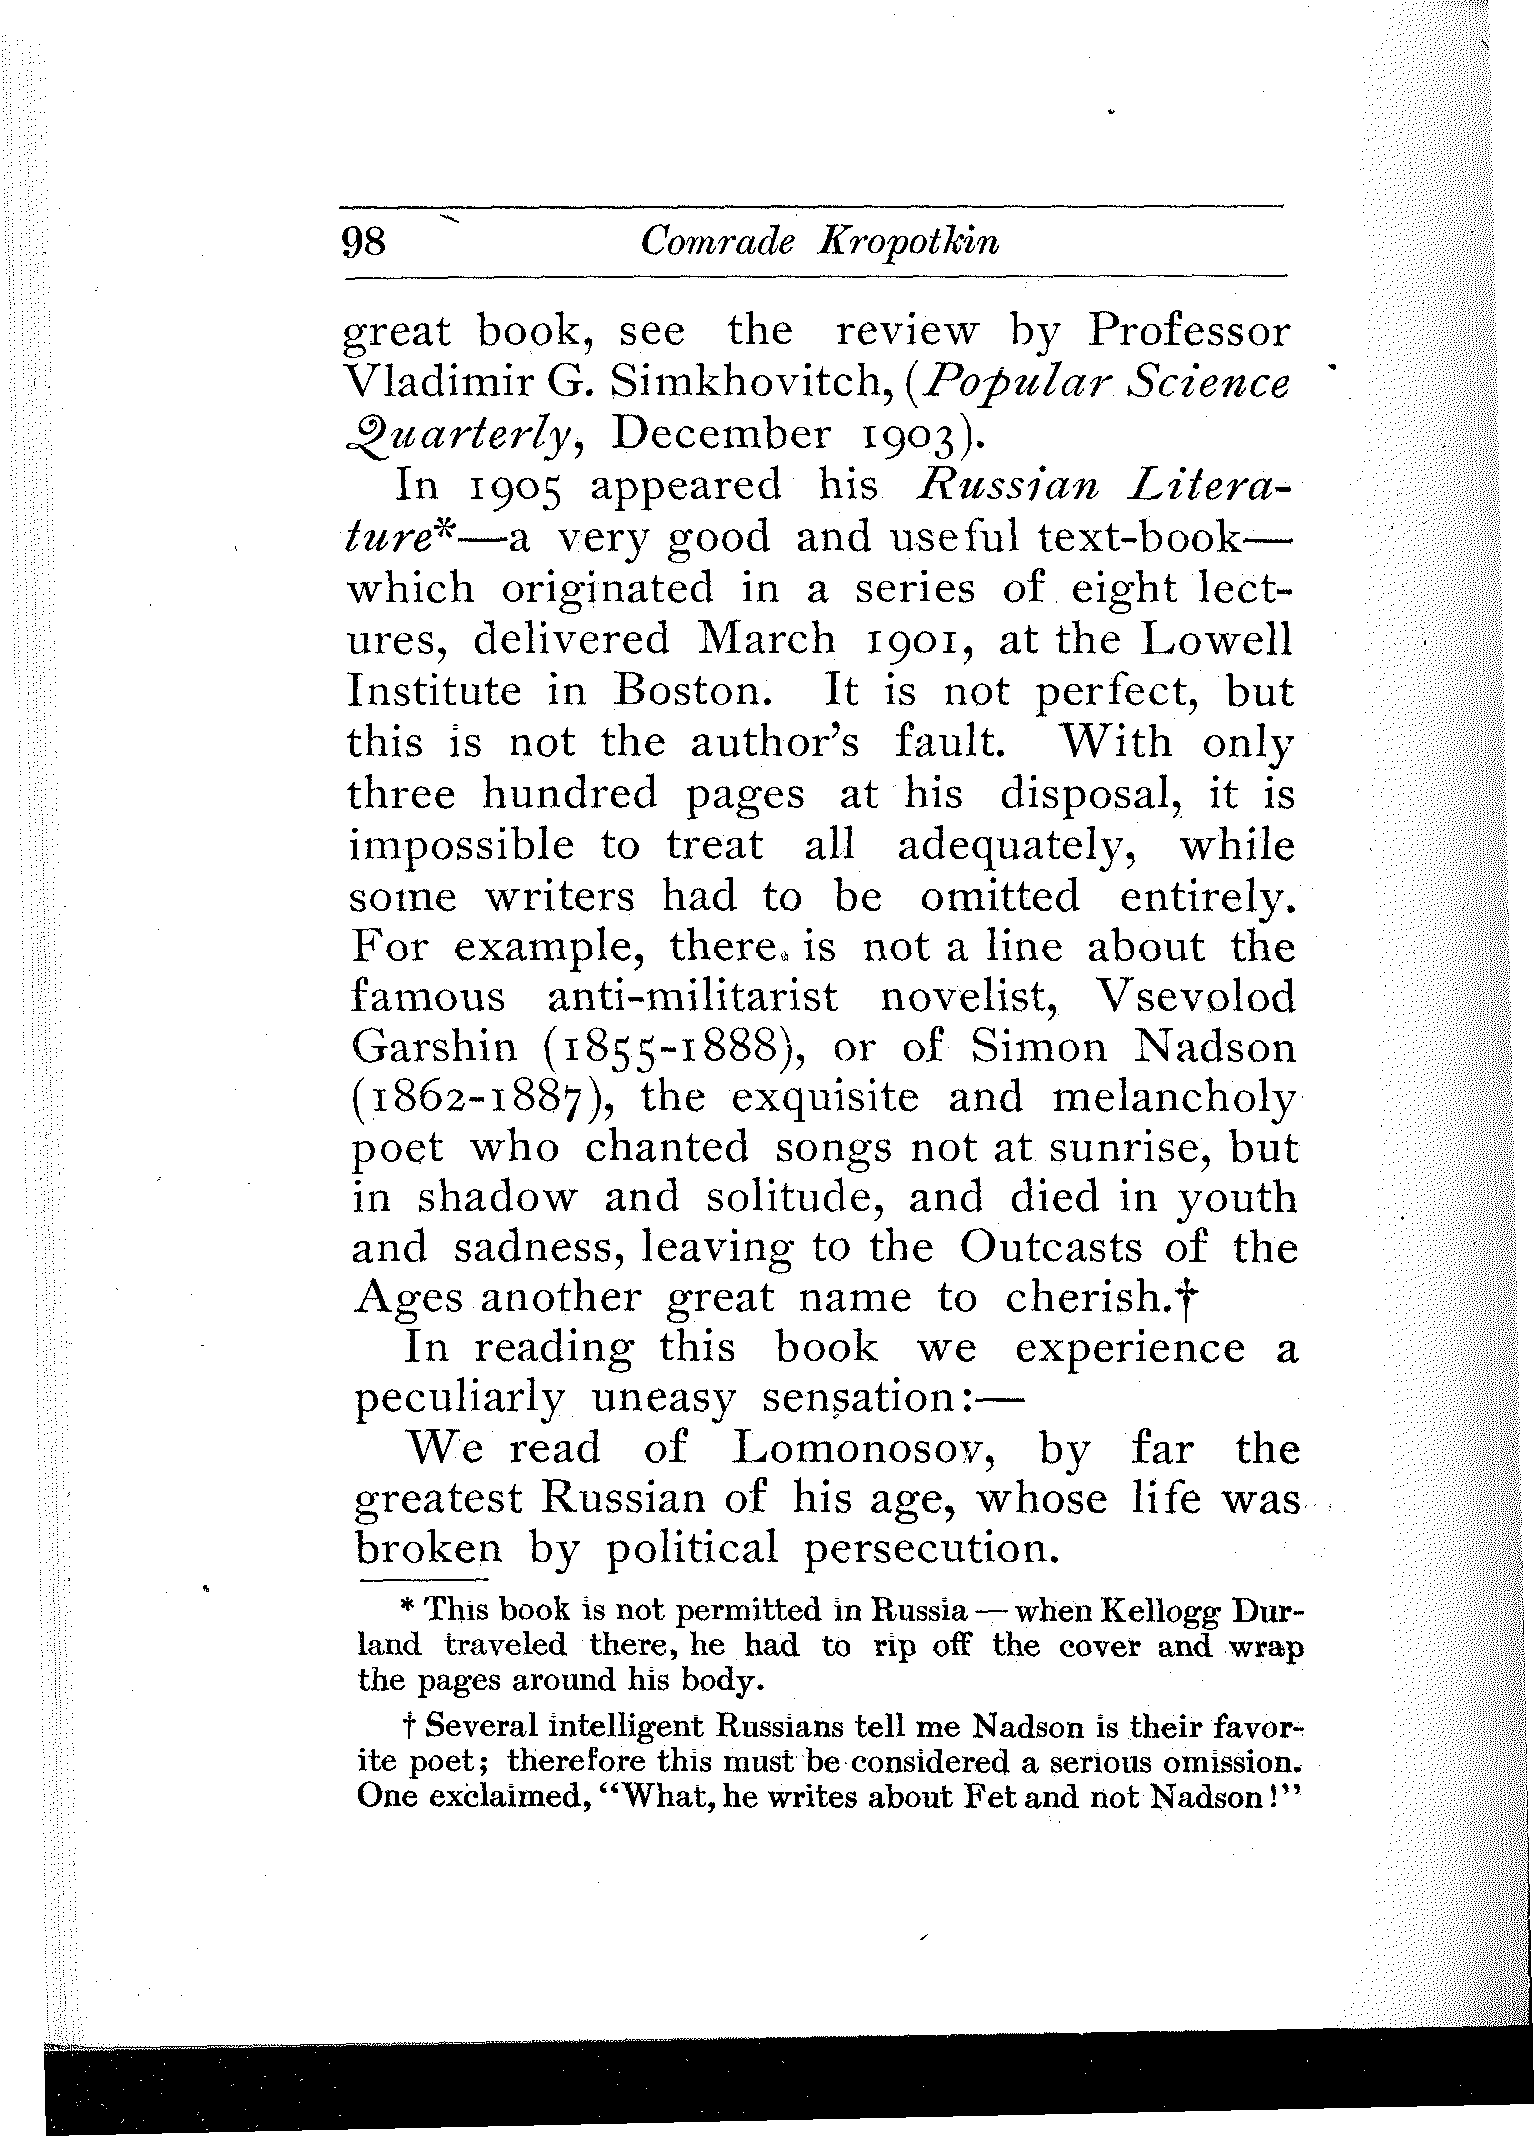 98 Comrade Kropotkin
great book, see the review by Professor
Vladimir G. Simkhovitch, (Popular Science
Quarterly, December 1903).
In 1905 appeared his Russian Litera-
ture*—a very good and useful text-book—
which originated in a series of eight lect-
ures, delivered March 1901, at the Lowell
Institute in Boston. It is not perfect, but
this is not the author's fault. With only
three hundred pages at his disposal, it is
impossible to treat all adequately, while
some writers had to be omitted entirely.
For example, there is not a line about the
famous anti-militarist novelist, Vsevolod
Garshin (1855-1888), or of Simon Nadson
(1862-1887), the exquisite and melancholy
poet who chanted songs not at sunrise, but
in shadow and solitude, and died in youth
and sadness, leaving to the Outcasts of the
Ages another great name to cherish.†
In reading this book we experience a
peculiarly uneasy sensation:—
We read of Lomonosov, by far the
greatest Russian of his age, whose life was
broken by political persecution.
* This book is not permitted in Russia — when Kellogg Dur-
land traveled there, he had to rip off the cover and wrap
the pages around his body.
† Several intelligent Russians tell me Nadson is their favor-
ite poet; therefore this must be considered a serious omission.
One exclaimed, "What, he writes about Fet and not Nadson!"